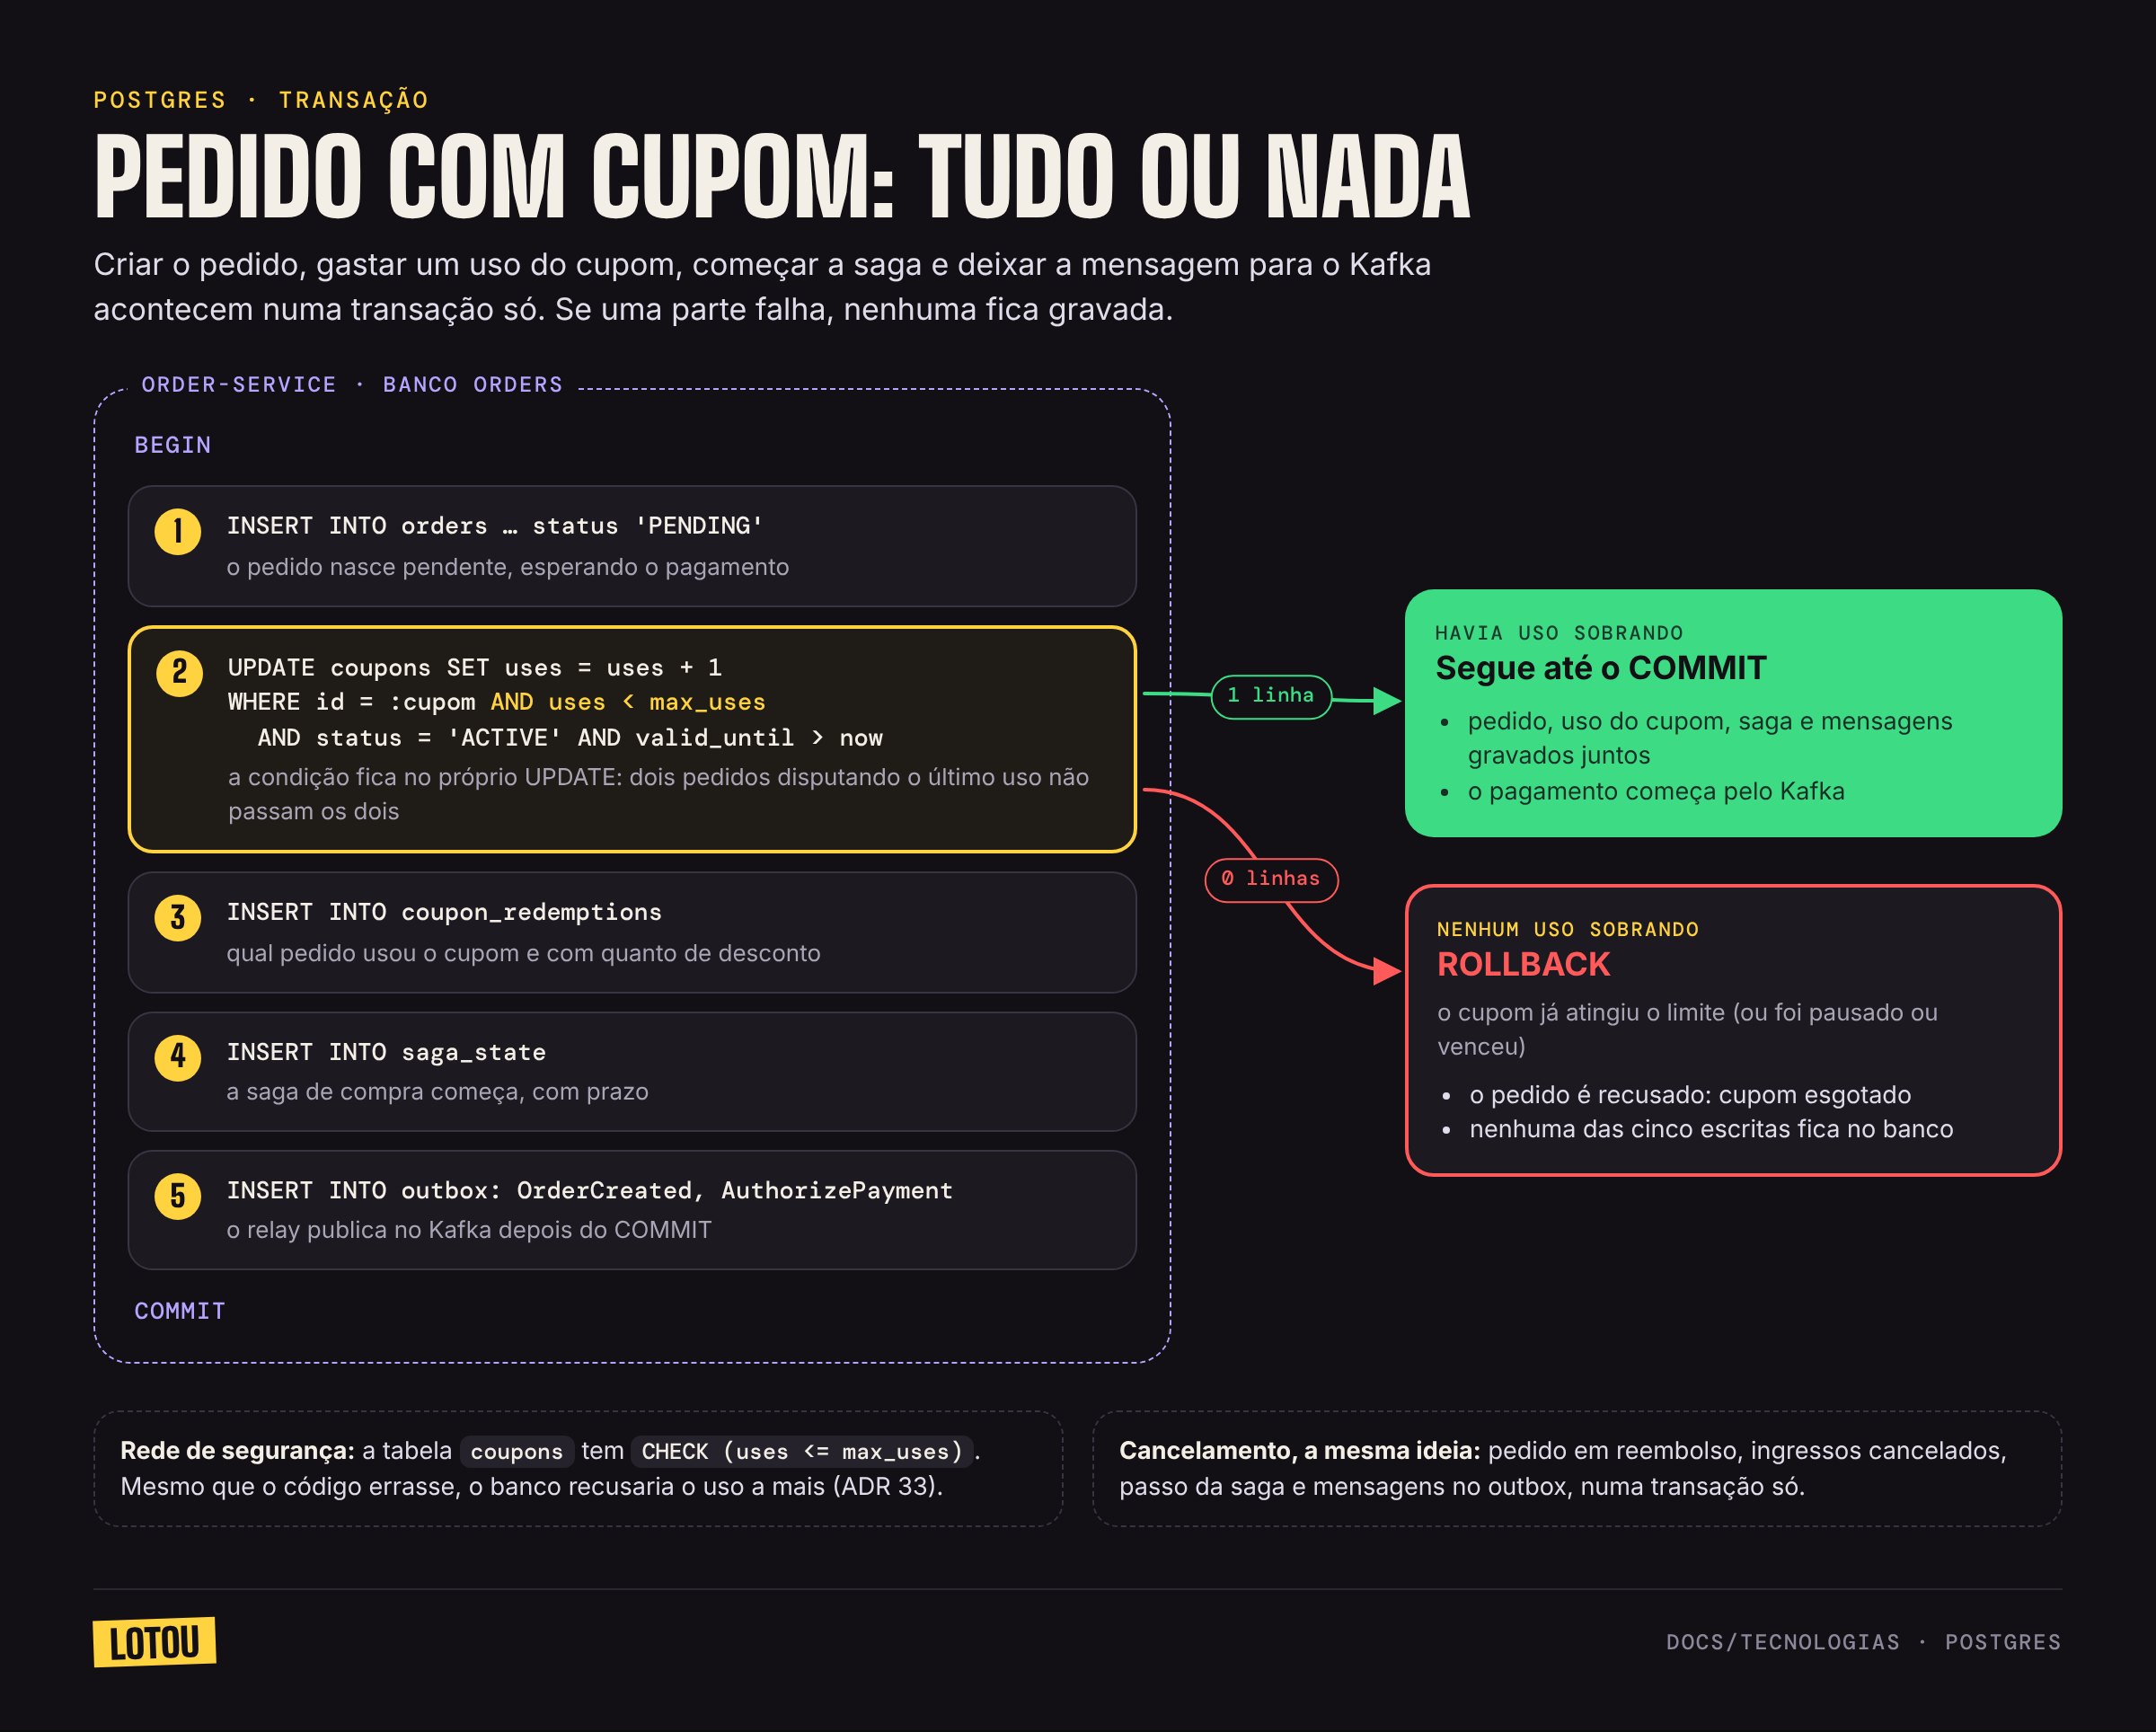 POSTGRES · TRANSAÇÃO
PEDIDO COM CUPOM: TUDO OU NADA
Criar o pedido, gastar um uso do cupom, começar a saga e deixar a mensagem para o Kafka
acontecem numa transação só. Se uma parte falha, nenhuma fica gravada.
ORDER-SERVICE · BANCO ORDERS
BEGIN
1
INSERT INTO orders … status 'PENDING'
o pedido nasce pendente, esperando o pagamento
2
UPDATE coupons SET uses = uses + 1
WHERE id = :cupom AND uses < max_uses
AND status = 'ACTIVE' AND valid_until > now
a condição fica no próprio UPDATE: dois pedidos disputando o último uso não
passam os dois
3
INSERT INTO coupon_redemptions
qual pedido usou o cupom e com quanto de desconto
4
INSERT INTO saga_state
a saga de compra começa, com prazo
5
INSERT INTO outbox: OrderCreated, AuthorizePayment
o relay publica no Kafka depois do COMMIT
COMMIT
1 linha
0 linhas
HAVIA USO SOBRANDO
Segue até o COMMIT
• pedido, uso do cupom, saga e mensagens
gravados juntos
• o pagamento começa pelo Kafka
NENHUM USO SOBRANDO
ROLLBACK
o cupom já atingiu o limite (ou foi pausado ou
venceu)
• o pedido é recusado: cupom esgotado
• nenhuma das cinco escritas fica no banco
Rede de segurança: a tabela coupons tem CHECK (uses <= max_uses).
Mesmo que o código errasse, o banco recusaria o uso a mais (ADR 33).
Cancelamento, a mesma ideia: pedido em reembolso, ingressos cancelados,
passo da saga e mensagens no outbox, numa transação só.
LOTOU
DOCS/TECNOLOGIAS · POSTGRES